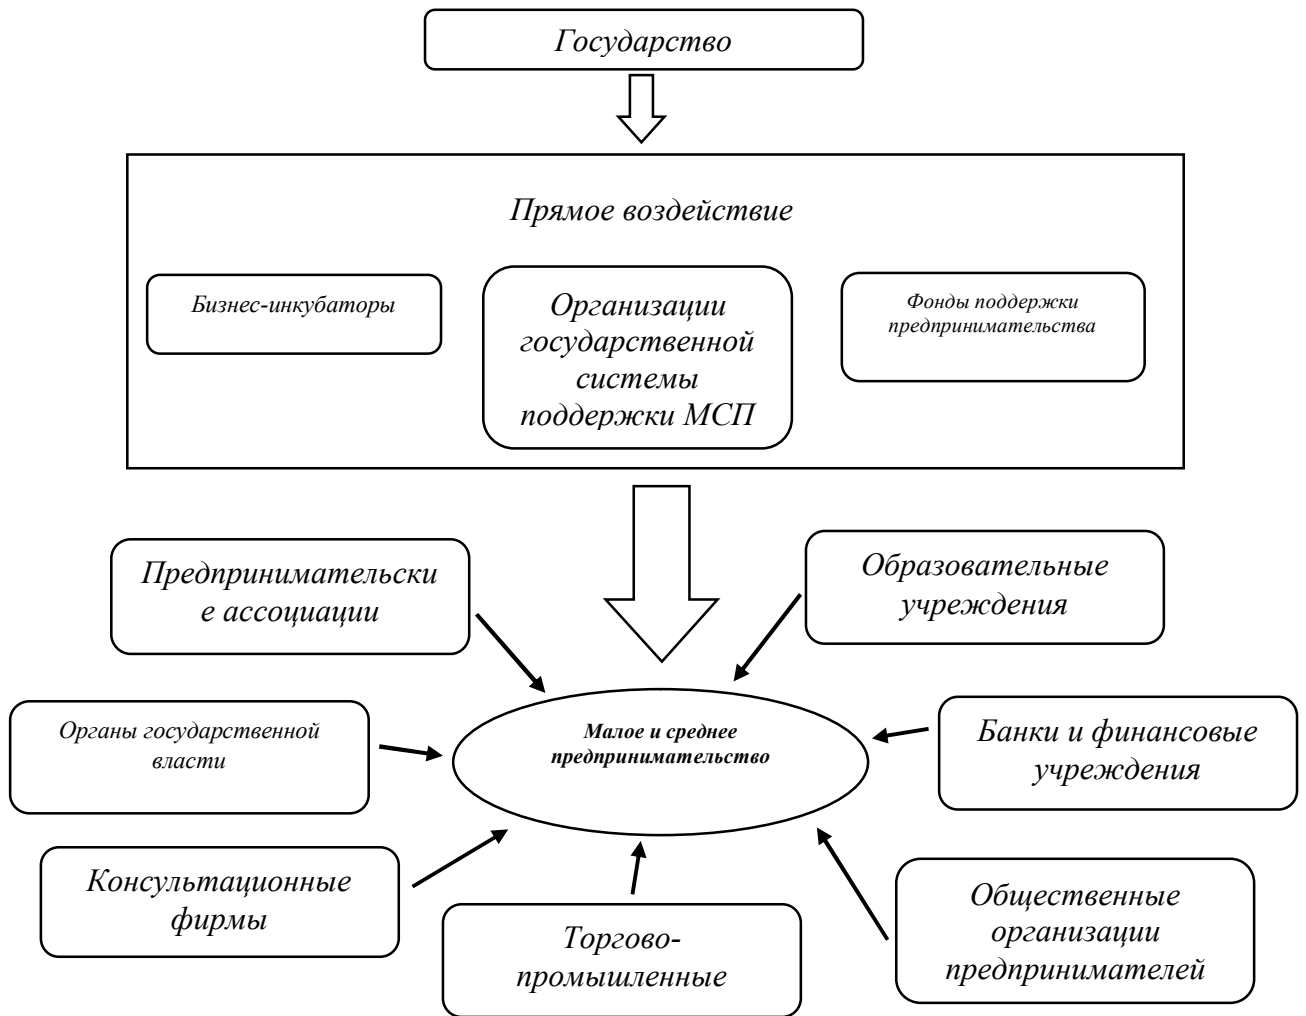 Государство
Прямое воздействие
Бизнес-инкубаторы
Организации
государственной
системы
поддержки МСП
Фонды поддержки
предпринимательства
Предпринимательски
е ассоциации
Образовательные
учреждения
Органы государственной
власти
Малое и среднее
предпринимательство
Банки и финансовые
учреждения
Консультационные
фирмы
Торгово-
промышленные
Общественные
организации
предпринимателей